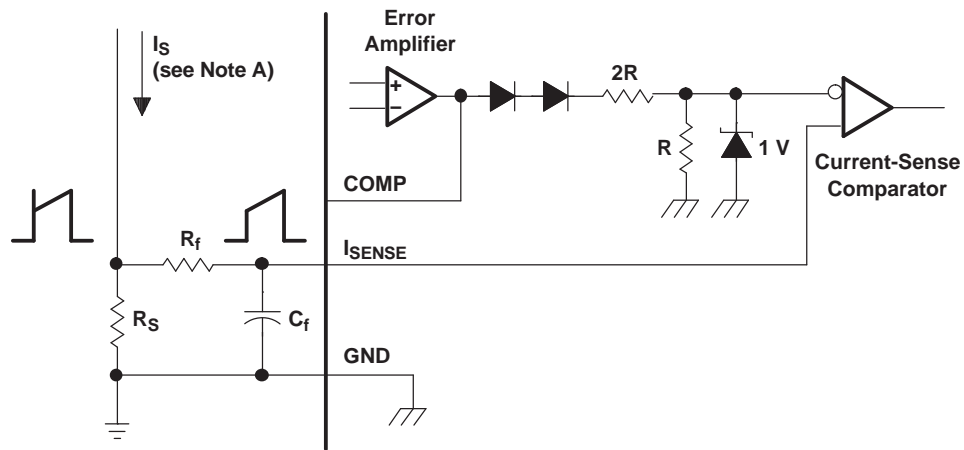 Error
Amplifier
I_S
(see Note A)
+
−
2R
R
1 V
Current-Sense
Comparator
COMP
R_f
I_SENSE
R_S
C_f
GND